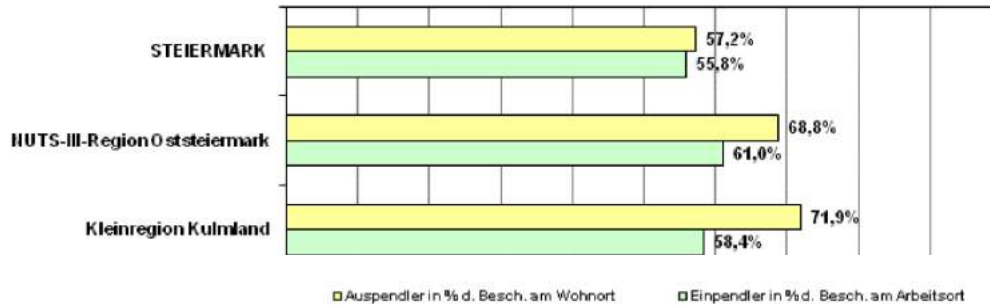 STEIERMARK
57,2%
55,8%
NUTS-III-Region Oststeiermark
68,8%
61,0%
Kleinregion Kulmland
71,9%
58,4%
Auspendler in % d. Besch. am Wohnort
Einpendler in % d. Besch. am Arbeitsort